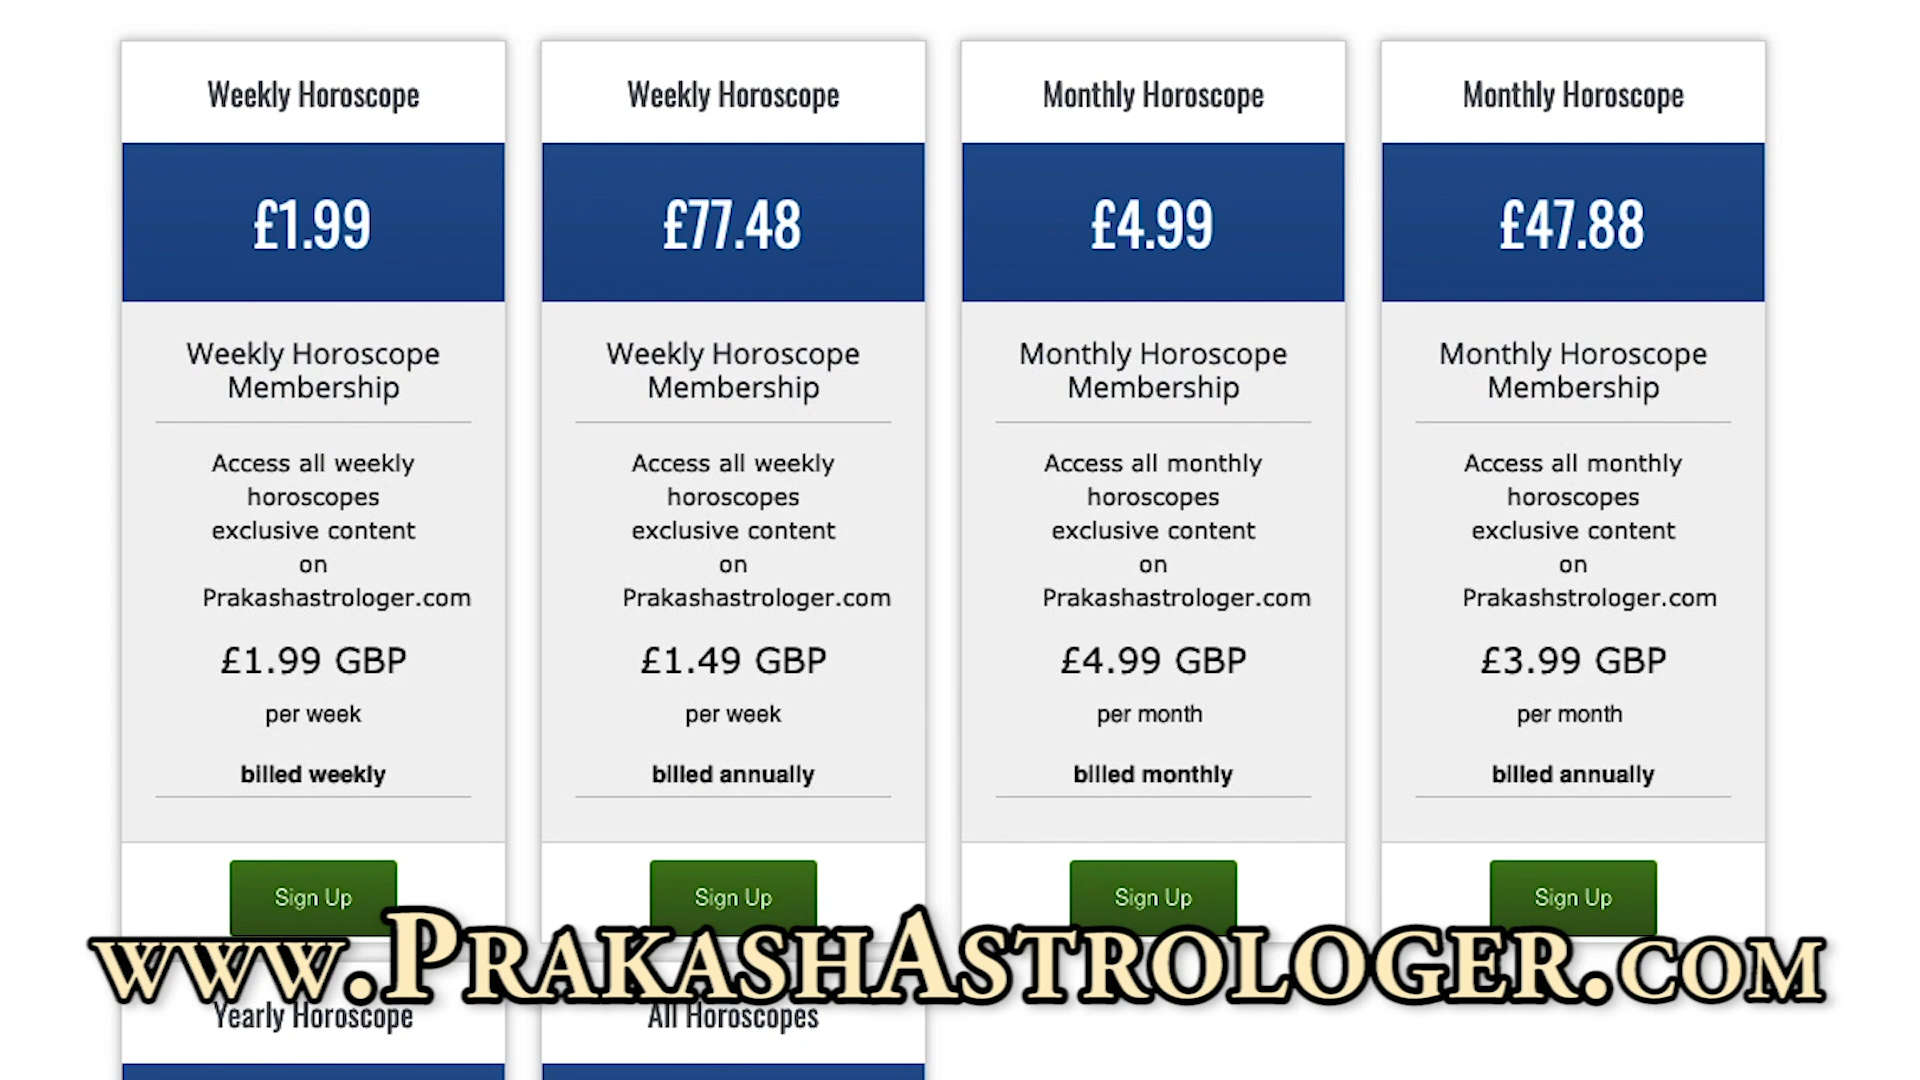 Weekly Horoscope
£1.99
Weekly Horoscope
Membership
Access all weekly
horoscopes
exclusive content
on
Prakashastrologer.com
£1.99 GBP
per week
billed weekly
Sign Up
Weekly Horoscope
£77.48
Weekly Horoscope
Membership
Access all weekly
horoscopes
exclusive content
on
Prakashastrologer.com
£1.49 GBP
per week
billed annually
Sign Up
Monthly Horoscope
£4.99
Monthly Horoscope
Membership
Access all monthly
horoscopes
exclusive content
on
Prakashastrologer.com
£4.99 GBP
per month
billed monthly
Sign Up
Monthly Horoscope
£47.88
Monthly Horoscope
Membership
Access all monthly
horoscopes
exclusive content
on
Prakashstrologer.com
£3.99 GBP
per month
billed annually
Sign Up
www.PrakashAstrologer.com
Yearly Horoscope
All Horoscopes